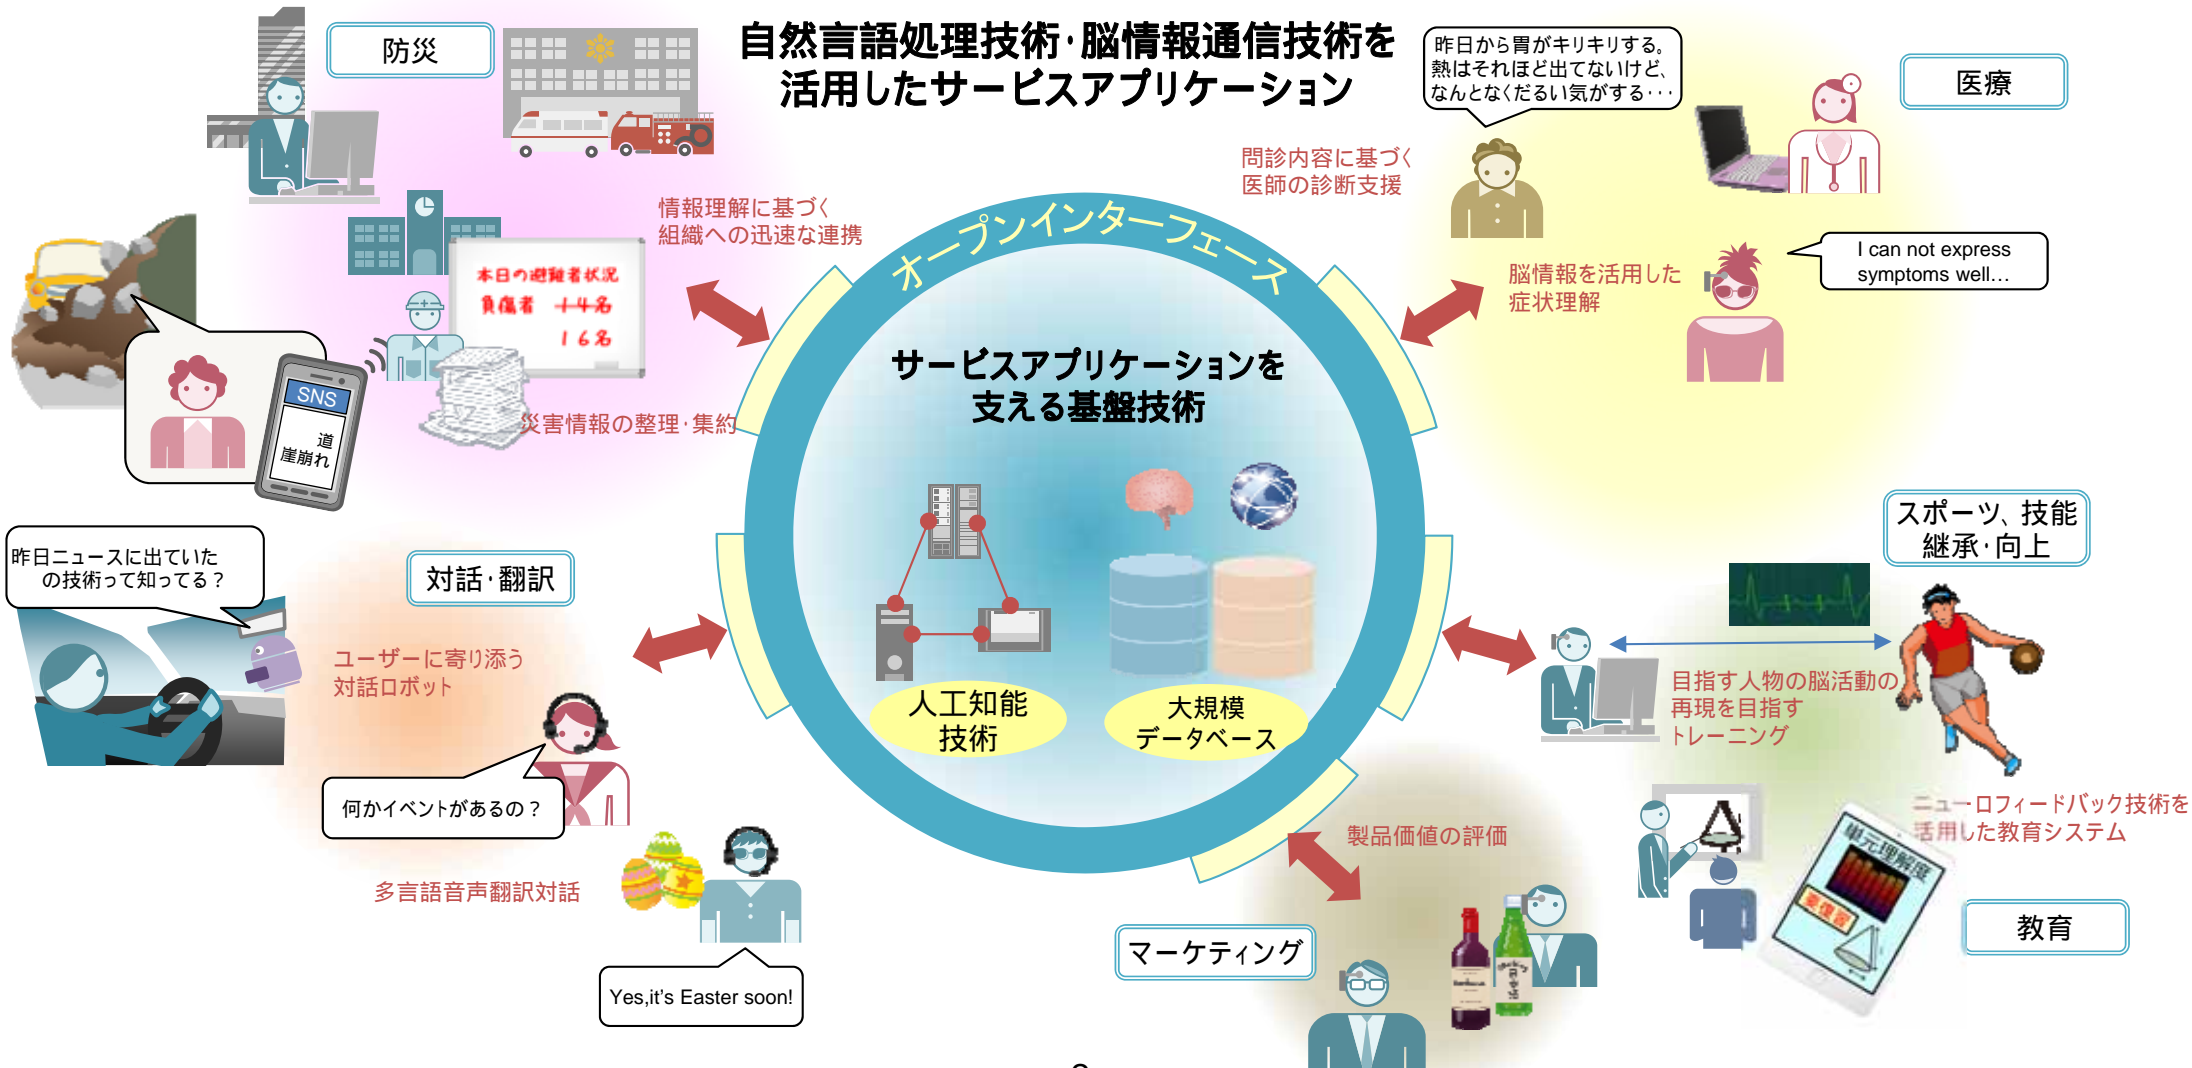 自然言語処理技術・脳情報通信技術を
活用したサービスアプリケーション
防災
情報理解に基づく
組織への迅速な連携
本日の避難者状況
負傷者 14名
16名
災害情報の整理・集約
SNS
道
崖崩れ
昨日から胃がキリキリする。
熱はそれほど出てないけど、
なんとなくだるい気がする・・・
医療
問診内容に基づく
医師の診断支援
脳情報を活用した
症状理解
I can not express
symptoms well…
オープンインターフェース
サービスアプリケーションを
支える基盤技術
人工知能
技術
大規模
データベース
昨日ニュースに出ていた
の技術って知ってる？
対話・翻訳
ユーザーに寄り添う
対話ロボット
何かイベントがあるの？
多言語音声翻訳対話
Yes,it's Easter soon!
スポーツ、技能
継承・向上
目指す人物の脳活動の
再現を目指す
トレーニング
ニューロフィードバック技術を
活用した教育システム
単元理解度
要復習
教育
製品価値の評価
マーケティング